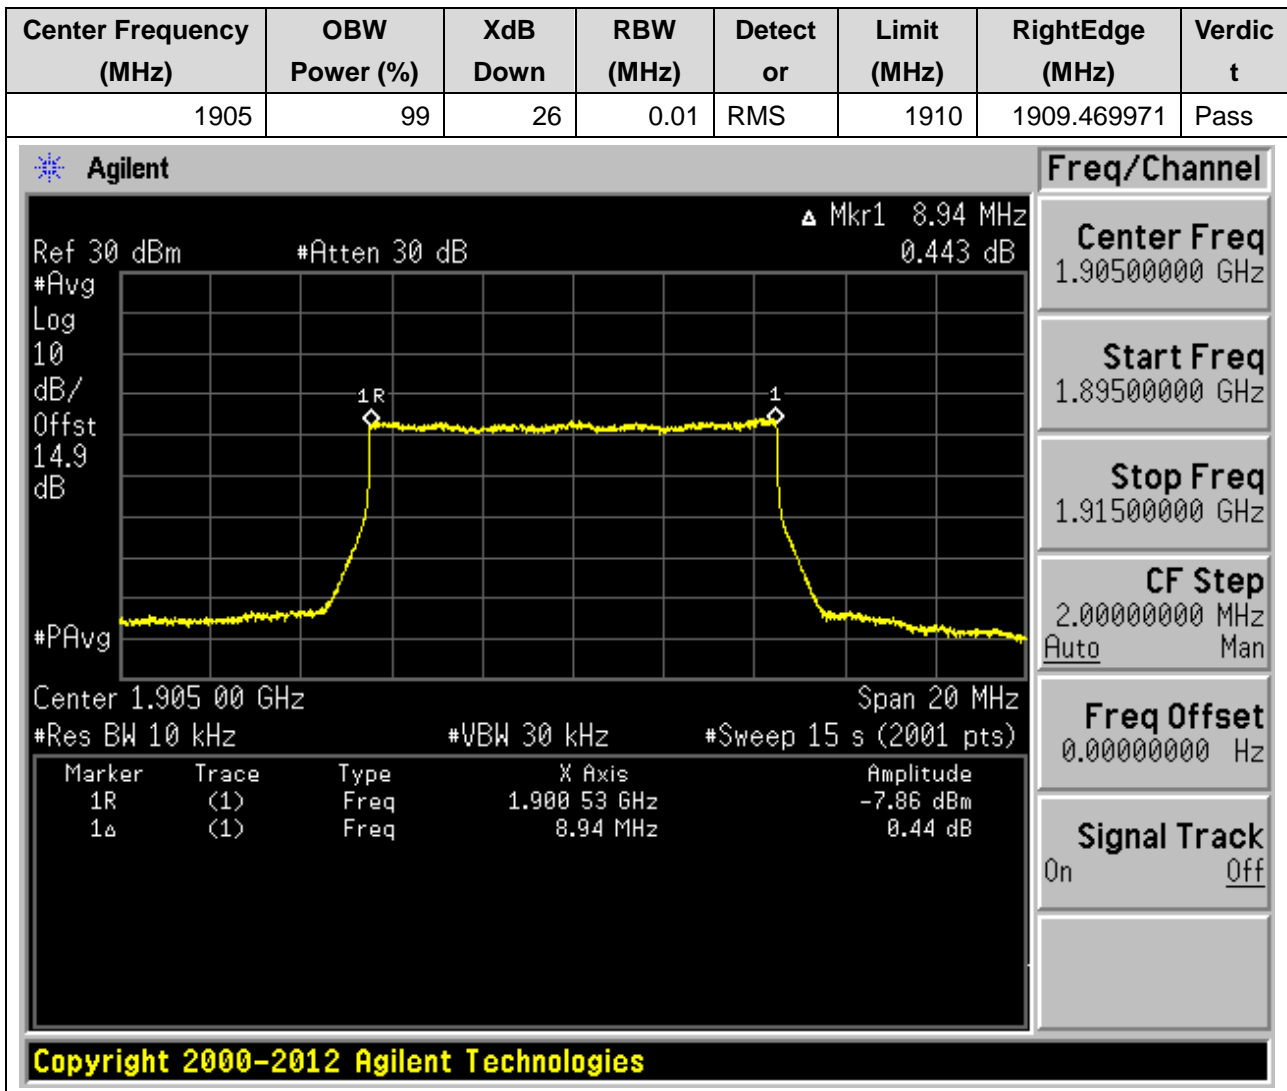 Center Frequency (MHz) OBW Power (%) XdB Down RBW (MHz) Detect or Limit (MHz) RightEdge (MHz) Verdic t
1905 99 26 0.01 RMS 1910 1909.469971 Pass
Agilent
Freq/Channel
Δ Mkr1 8.94 MHz
Ref 30 dBm #Atten 30 dB 0.443 dB
#Avg
Log
10
dB/
Offst
14.9
dB
1R 1
#PAvg
Center 1.905 00 GHz Span 20 MHz
#Res BW 10 kHz #VBW 30 kHz #Sweep 15 s (2001 pts)
Marker Trace Type X Axis Amplitude
1R (1) Freq 1.900 53 GHz -7.86 dBm
1Δ (1) Freq 8.94 MHz 0.44 dB
Center Freq
1.90500000 GHz
Start Freq
1.89500000 GHz
Stop Freq
1.91500000 GHz
CF Step
2.00000000 MHz
Auto Man
Freq Offset
0.00000000 Hz
Signal Track
On Off
Copyright 2000-2012 Agilent Technologies